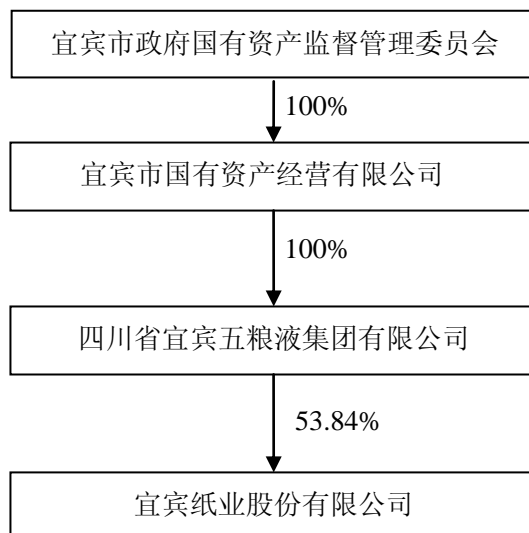 宜宾市政府国有资产监督管理委员会
100%
宜宾市国有资产经营有限公司
100%
四川省宜宾五粮液集团有限公司
53.84%
宜宾纸业股份有限公司